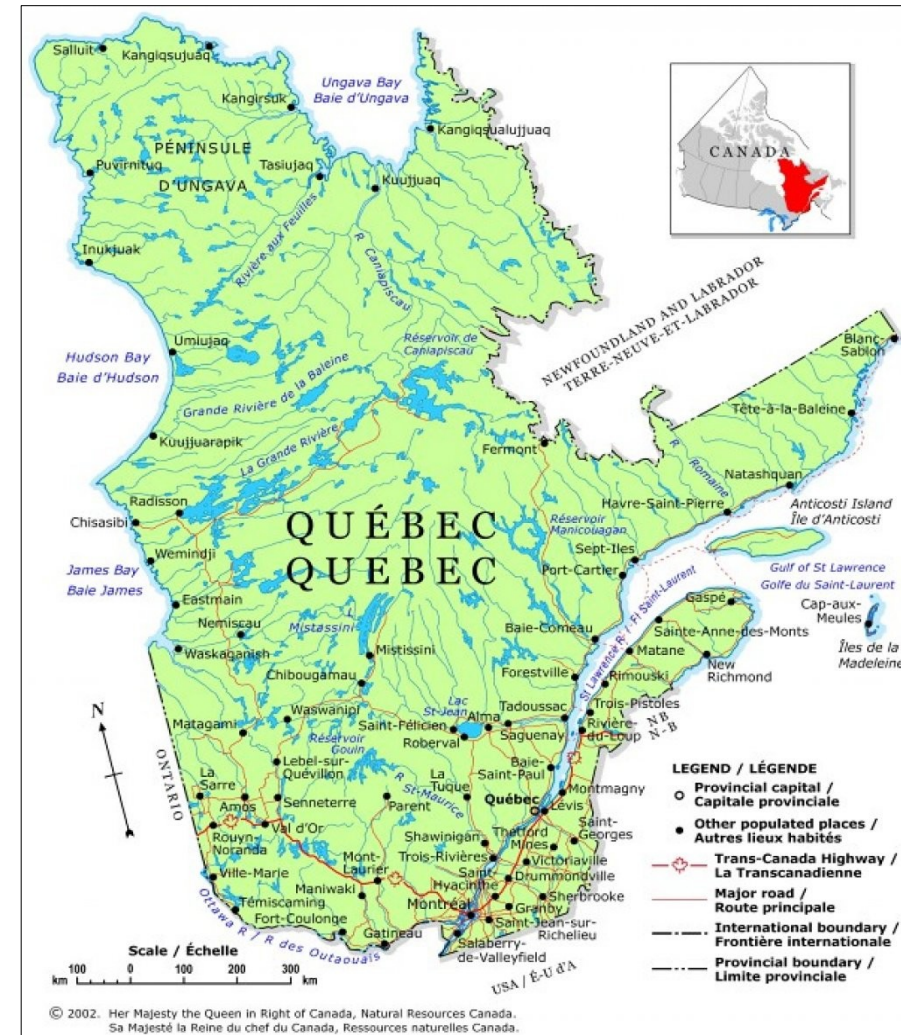 Salluit
Kangiqsujuaq
Ungava Bay
Baie d'Ungava
Kangirsuk
Kangiqsualujjuaq
CANADA
PÉNINSULE
D'UNGAVA
Puvirnituq
Tasiujaq
Kuujjuaq
Rivière aux Feuilles
R Caniapiscau
Inukjuak
NEWFOUNDLAND AND LABRADOR
TERRE-NEUVE-ET-LABRADOR
Umiujaq
Hudson Bay
Baie d'Hudson
Réservoir de
Caniapiscau
Blanc-
Sablon
Grande Rivière de la Baleine
Tête-à-la-Baleine
Kuujjuarapik
La Grande Rivière
Fermont
R Romaine
Natashquan
Radisson
Chisasibi
Havre-Saint-Pierre
Anticosti Island
Île d'Anticosti
QUÉBEC
QUEBEC
Réservoir
Manicouagan
Wemindji
Sept-Iles
Port-Cartier
James Bay
Baie James
Gulf of St Lawrence
Golfe du Saint-Laurent
Eastmain
Gaspé
Cap-aux-
Meules
Nemiscau
L
Mistassini
Baie-Comeau
St Lawrence R / Fl Saint-Laurent
Sainte-Anne-des-Monts
Îles de la
Madeleine
Waskaganish
Mistissini
Matane
New
Richmond
Chibougamau
Forestville
Rimouski
N
Waswanipi
Lac
St-Jean
Tadoussac
Trois-Pistoles
Matagami
Saint-Félicien
Alma
Saguenay
Rivière-
du-Loup
NB
N-B
Roberval
Réservoir
Gouin
ONTARIO
Lebel-sur-
Quévillon
Baie-
Saint-Paul
La
Sarre
R St-Maurice
La
Tuque
Montmagny
Amos
Senneterre
Parent
Québec
Lévis
Rouyn-
Noranda
Val d'Or
Shawinigan
Thetford
Mines
Saint-
Georges
Trois-Rivières
Victoriaville
Ville-Marie
Mont-
Laurier
Saint-
Hyacinthe
Drummondville
Maniwaki
Sherbrooke
Témiscaming
Montréal
Granby
Fort-Coulonge
Saint-Jean-sur-
Richelieu
Ottawa R / R des Outaouais
Gatineau
Salaberry-
de-Valleyfield
USA / É-U d'A
LEGEND / LÉGENDE
Provincial capital /
Capitale provinciale
Other populated places /
Autres lieux habités
Trans-Canada Highway /
La Transcanadienne
Major road /
Route principale
International boundary /
Frontière internationale
Provincial boundary /
Limite provinciale
Scale / Échelle
100 0 100 200 300
km km
© 2002. Her Majesty the Queen in Right of Canada, Natural Resources Canada.
Sa Majesté la Reine du chef du Canada, Ressources naturelles Canada.